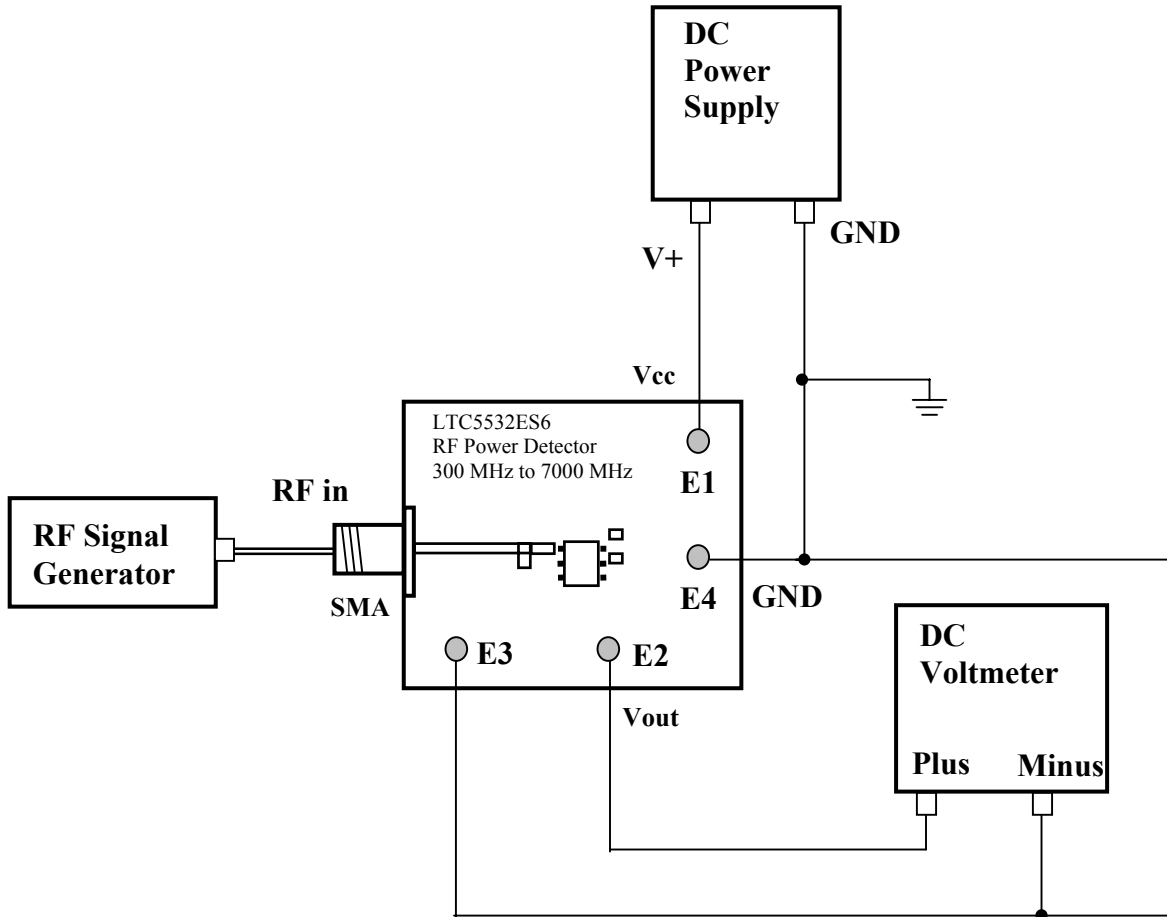 DC
Power
Supply
GND
V+
Vcc
LTC5532ES6
RF Power Detector
300 MHz to 7000 MHz
E1
RF in
RF Signal
Generator
SMA
E4
GND
E3
E2
Vout
DC
Voltmeter
Plus
Minus